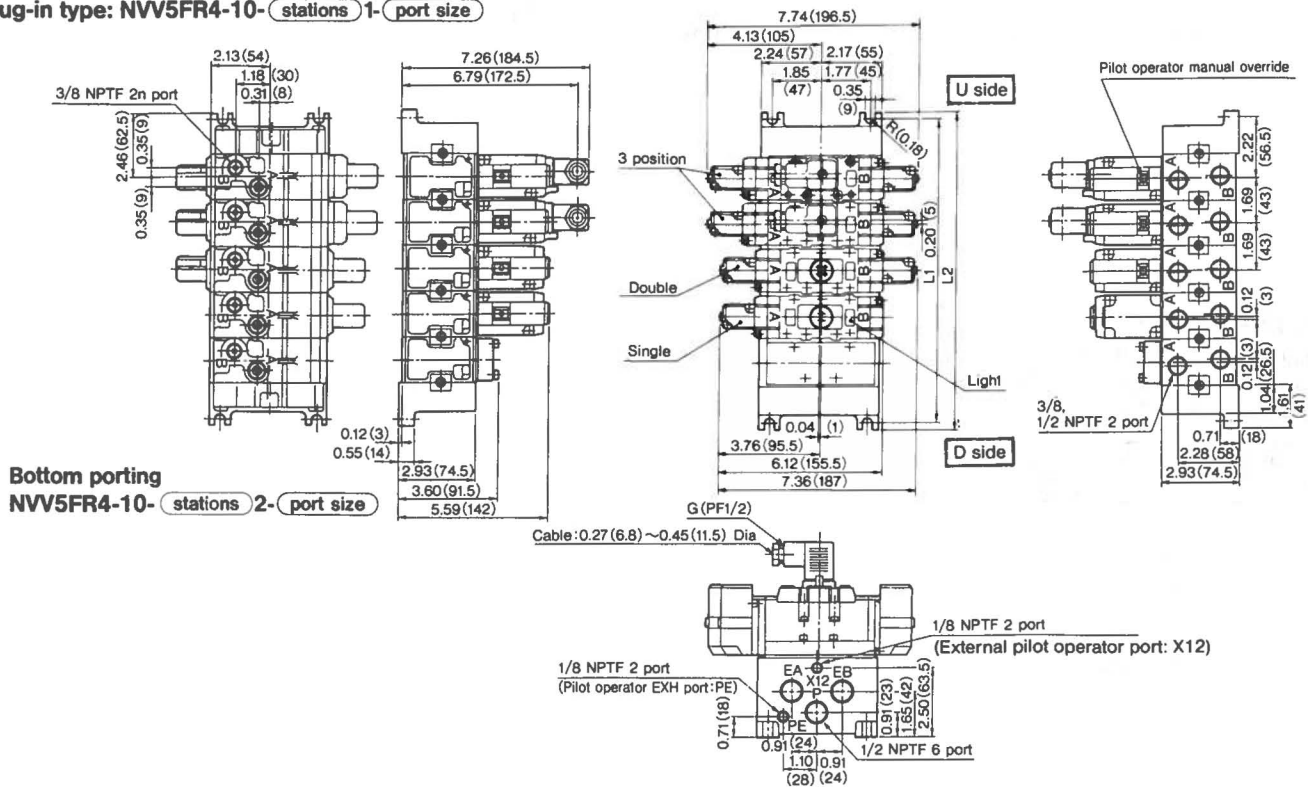 ug-in type: NVV5FR4-10- stations 1- port size
2.13(54)
1.18 (30)
0.31 (8)
3/8 NPTF 2n port
2.46(62.5)
0.35(9)
0.35(9)
7.26(184.5)
6.79(172.5)
0.12(3)
0.55(14)
2.93(74.5)
3.60(91.5)
5.59(142)
Bottom porting
NVV5FR4-10- stations 2- port size
7.74(196.5)
4.13(105)
2.24(57) 2.17(55)
1.85 1.77(45)
(47) 0.35
(9)
R(0.18)
U side
3 position
Double
Single
0.20 (5)
L1
L2
Light
0.04 (1)
3.76(95.5)
6.12(155.5)
7.36(187)
D side
Pilot operator manual override
2.22
(56.5)
1.69
(43)
1.69
(43)
0.12
(3)
0.12(3)
1.04(26.5)
.61
(41)
3/8,
1/2 NPTF 2 port
0.71 (18)
2.28(58)
2.93(74.5)
A
B
A
B
A
B
A
B
G(PF1/2)
Cable:0.27(6.8)~0.45(11.5) Dia
1/8 NPTF 2 port
(External pilot operator port: X12)
1/8 NPTF 2 port
(Pilot operator EXH port:PE)
EA X12 EB
P
PE
0.71(18)
0.91(23)
1.65(42)
2.50(63.5)
0.91(24)
1.10 0.91
(28) (24)
1/2 NPTF 6 port